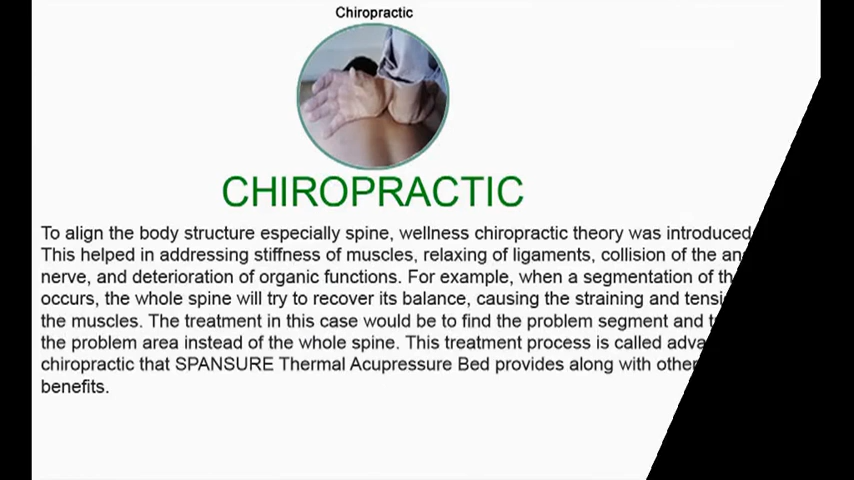 Chiropractic
CHIROPRACTIC
To align the body structure especially spine, wellness chiropractic theory was introduced
This helped in addressing stiffness of muscles, relaxing of ligaments, collision of the
nerve, and deterioration of organic functions. For example, when a segmentation of
occurs, the whole spine will try to recover its balance, causing the straining and
the muscles. The treatment in this case would be to find the problem segment and
the problem area instead of the whole spine. This treatment process is called
chiropractic that SPANSURE Thermal Acupressure Bed provides along with other
benefits.